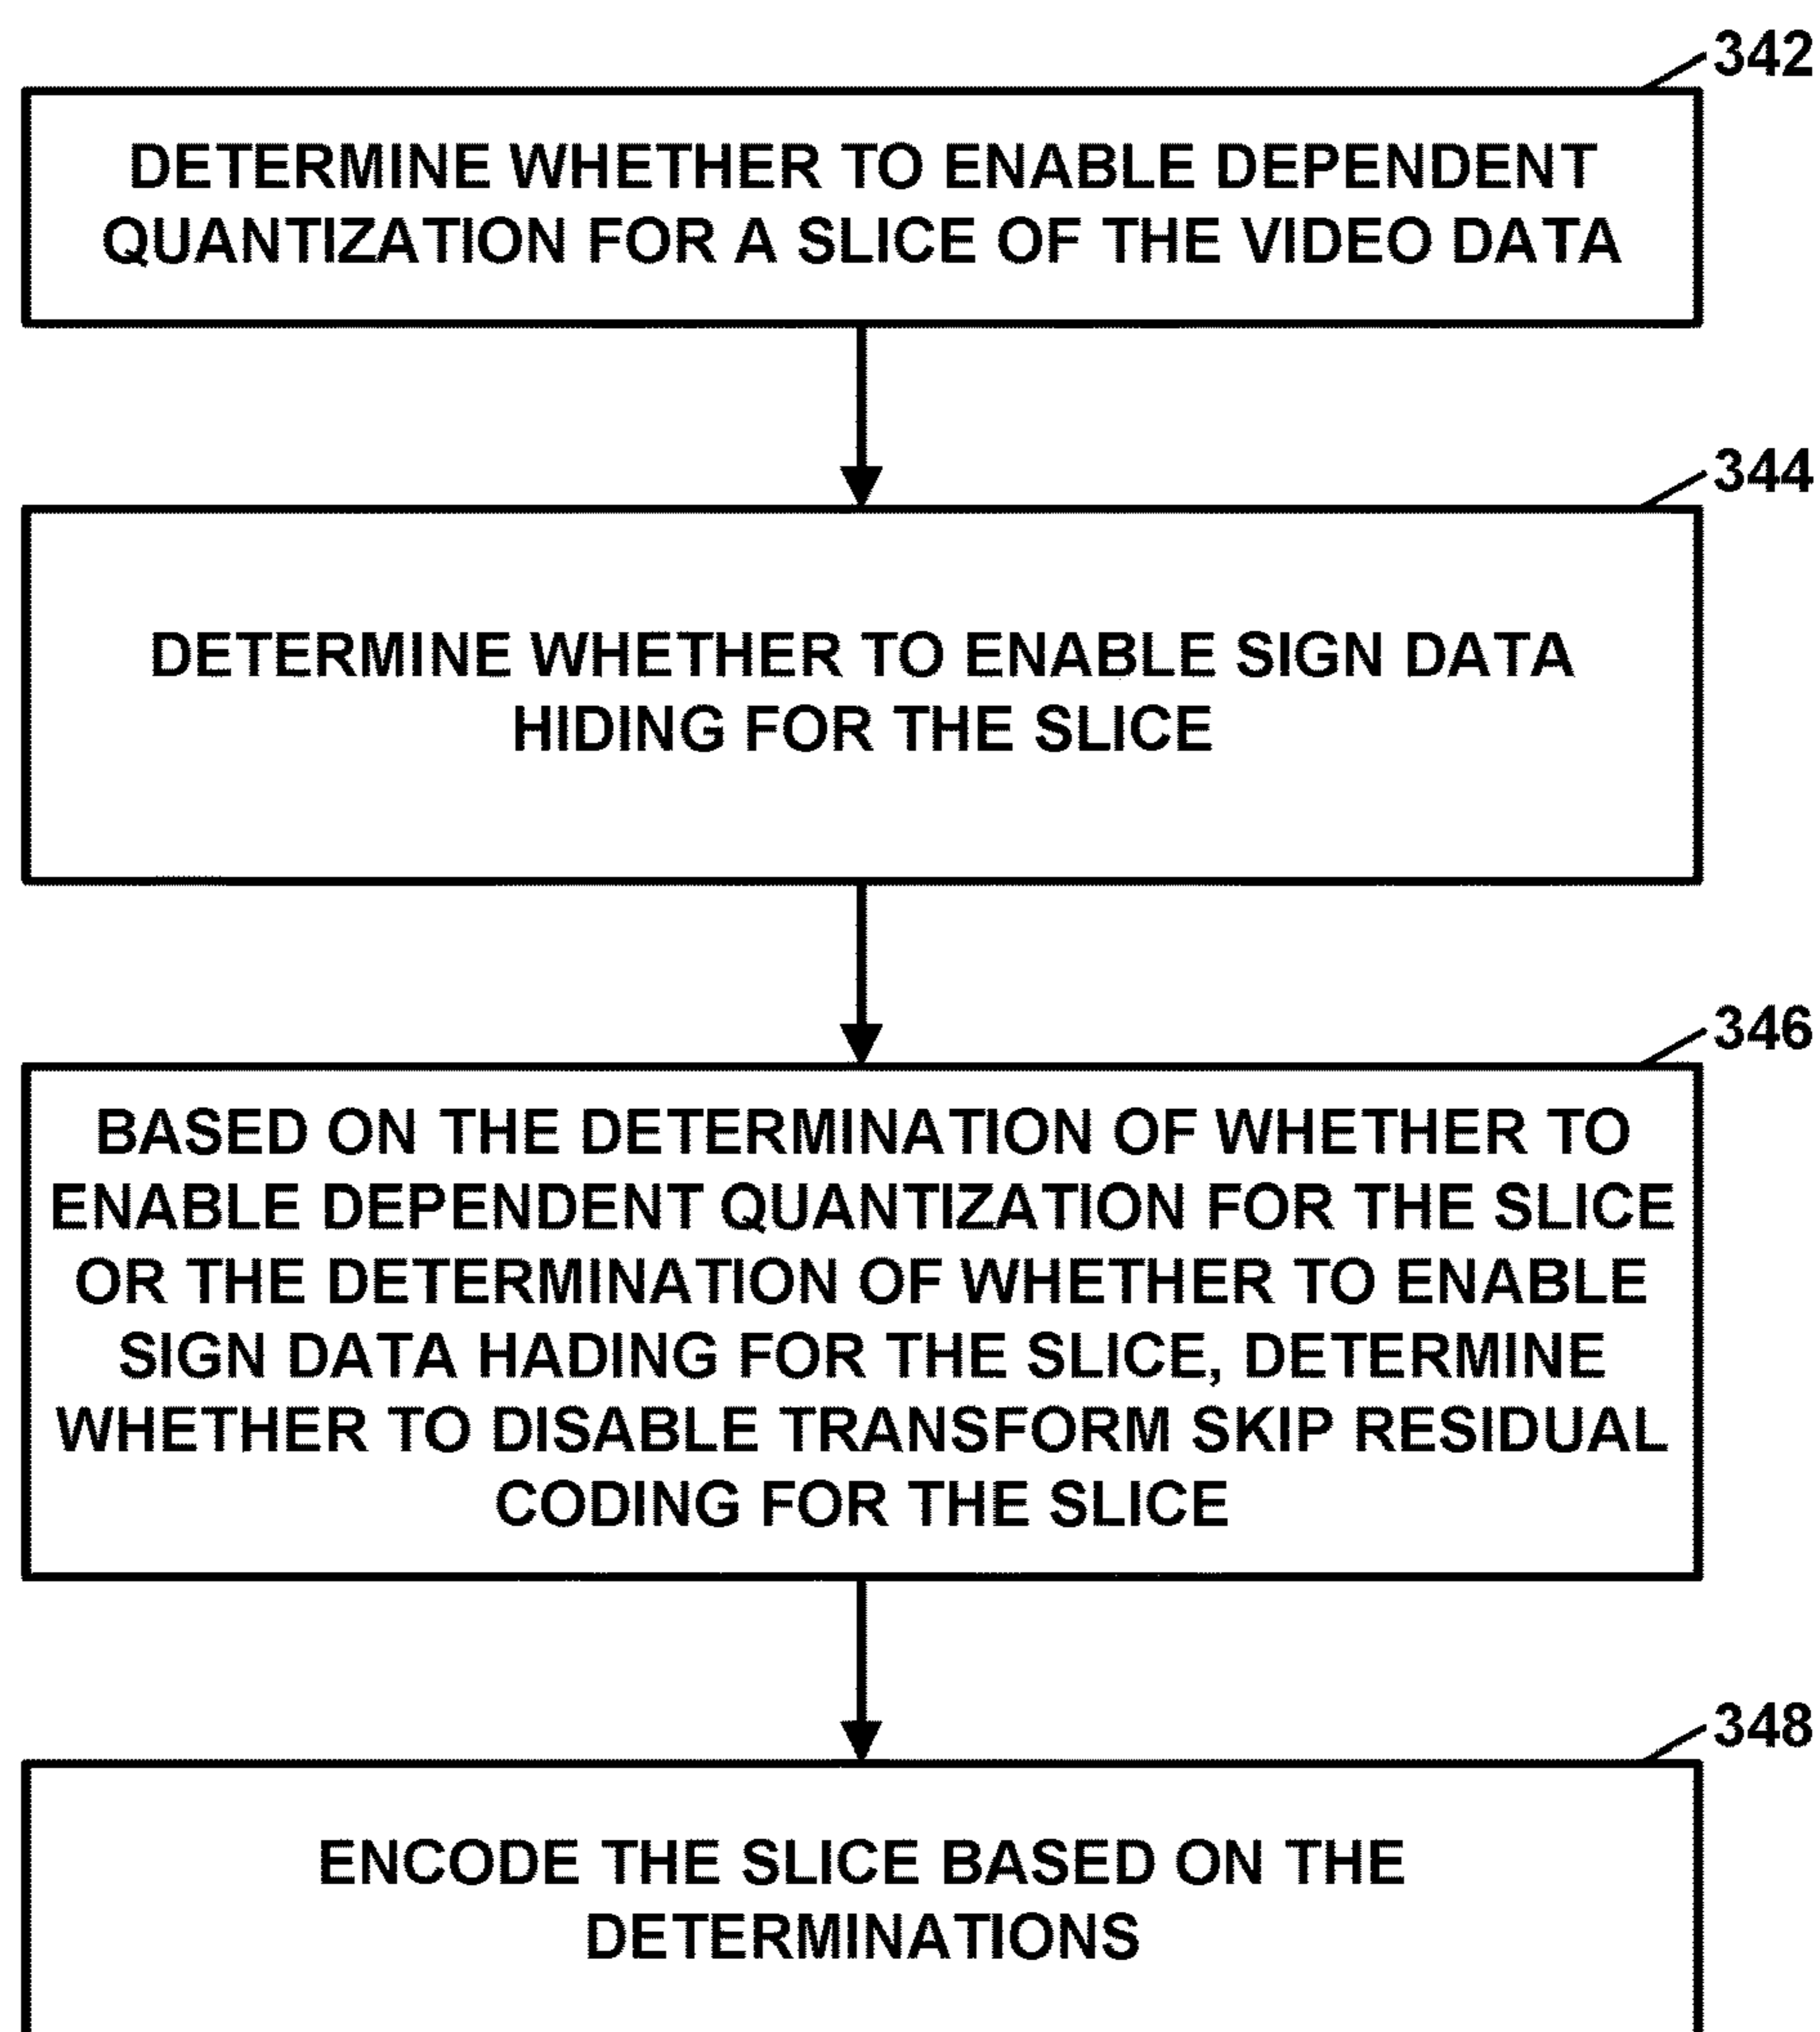 342
DETERMINE WHETHER TO ENABLE DEPENDENT
QUANTIZATION FOR A SLICE OF THE VIDEO DATA
344
DETERMINE WHETHER TO ENABLE SIGN DATA
HIDING FOR THE SLICE
346
BASED ON THE DETERMINATION OF WHETHER TO
ENABLE DEPENDENT QUANTIZATION FOR THE SLICE
OR THE DETERMINATION OF WHETHER TO ENABLE
SIGN DATA HADING FOR THE SLICE, DETERMINE
WHETHER TO DISABLE TRANSFORM SKIP RESIDUAL
CODING FOR THE SLICE
348
ENCODE THE SLICE BASED ON THE
DETERMINATIONS